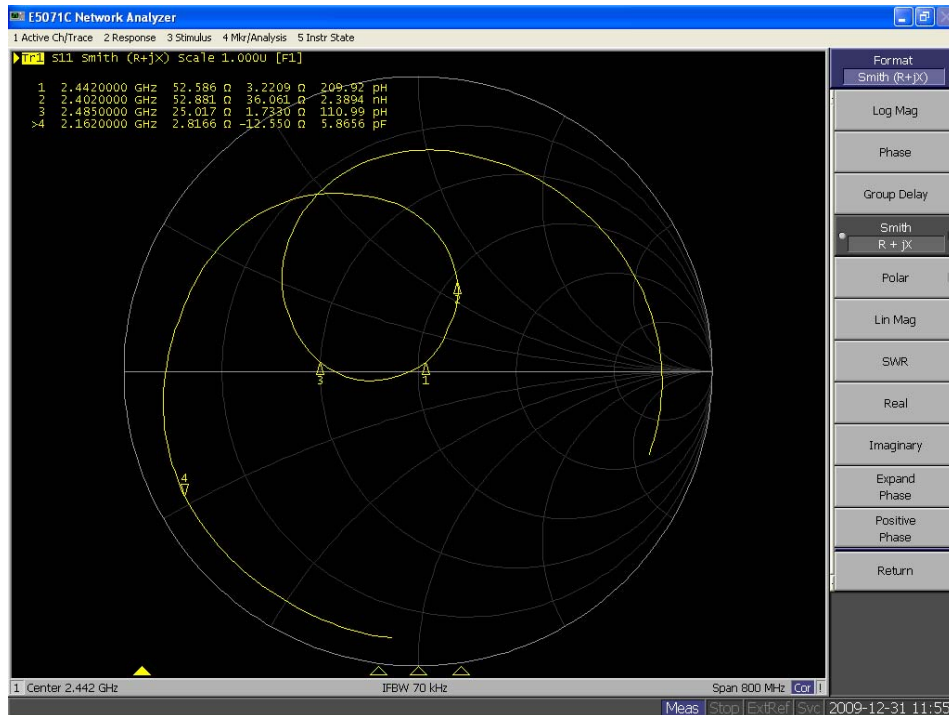 E5071C Network Analyzer
1 Active Ch/Trace 2 Response 3 Stimulus 4 Mkr/Analysis 5 Instr State
Tr1 S11 Smith (R+jX) Scale 1.000U [F1]
1 2.4420000 GHz 52.586 Ω 3.2209 Ω 209.92 pH
2 2.4020000 GHz 52.881 Ω 36.061 Ω 2.3894 nH
3 2.4850000 GHz 25.017 Ω 1.7330 Ω 110.99 pH
>4 2.1620000 GHz 2.8166 Ω -12.550 Ω 5.8656 pF
2
3
1
4
Format
Smith (R+jX)
Log Mag
Phase
Group Delay
Smith
R + jX
Polar
Lin Mag
SWR
Real
Imaginary
Expand
Phase
Positive
Phase
Return
1 Center 2.442 GHz IFBW 70 kHz Span 800 MHz Cor !
Meas Stop ExtRef Svc 2009-12-31 11:55